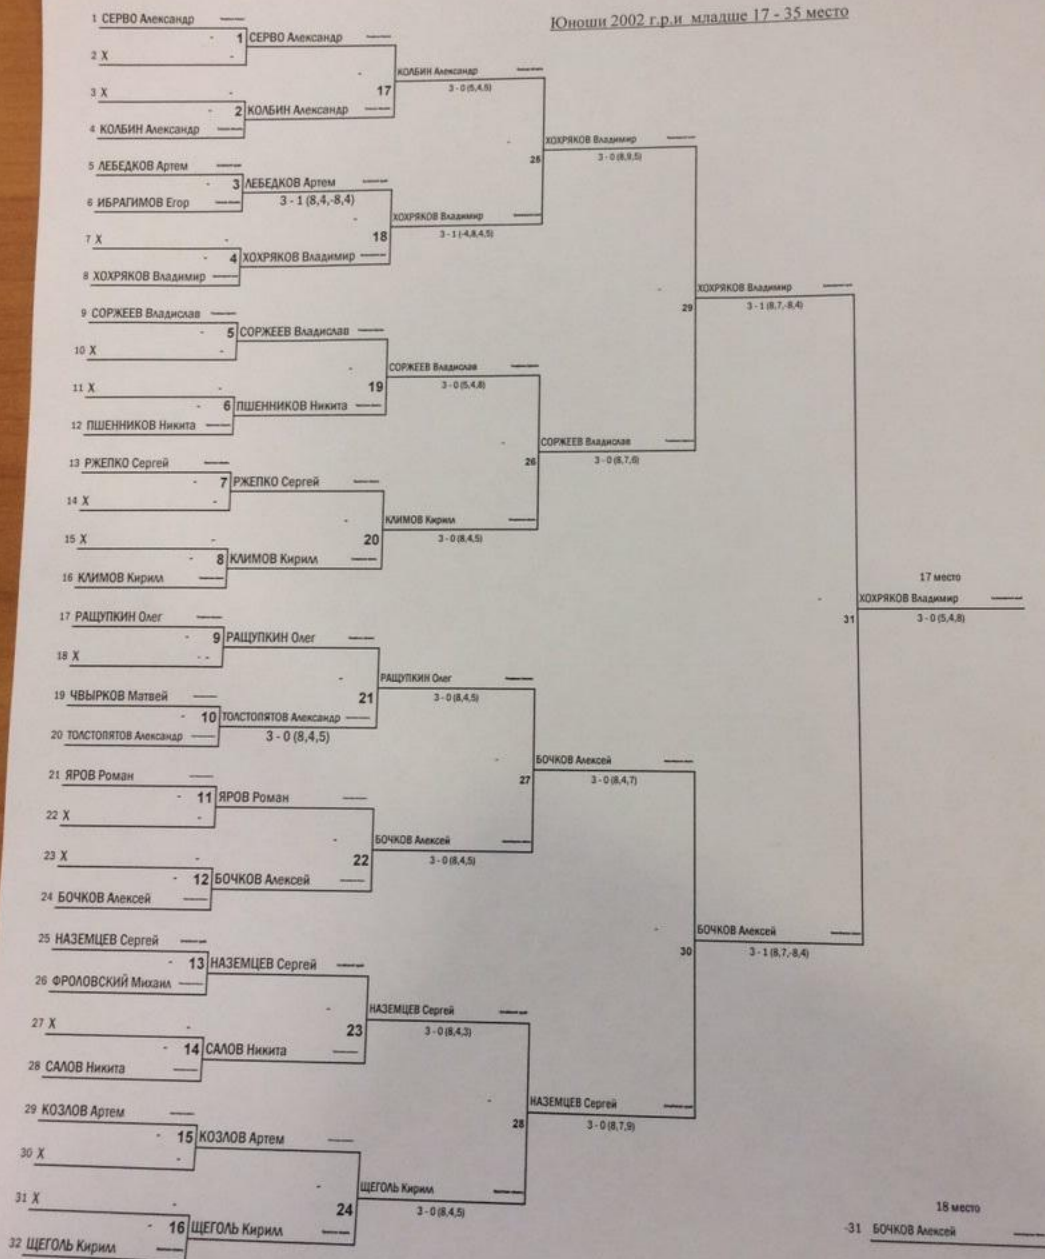 Юноши 2002 г.р.и младше 17 - 35 место
1 СЕРВО Александр
1 СЕРВО Александр
2 X
КОЛБИН Александр
17
3 - 0 (5,4,5)
3 X
2 КОЛБИН Александр
4 КОЛБИН Александр
ХОХРЯКОВ Владимир
25
3 - 0 (8,9,5)
5 ЛЕБЕДКОВ Артем
3 ЛЕБЕДКОВ Артем
6 ИБРАГИМОВ Егор
3 - 1 (8,4,-8,4)
ХОХРЯКОВ Владимир
18
3 - 1 (-4,8,4,5)
7 X
4 ХОХРЯКОВ Владимир
8 ХОХРЯКОВ Владимир
ХОХРЯКОВ Владимир
29
3 - 1 (8,7,-8,4)
9 СОРЖЕЕВ Владислав
5 СОРЖЕЕВ Владислав
10 X
СОРЖЕЕВ Владислав
19
3 - 0 (5,4,8)
11 X
6 ПШЕННИКОВ Никита
12 ПШЕННИКОВ Никита
СОРЖЕЕВ Владислав
26
3 - 0 (8,7,6)
13 РЖЕПКО Сергей
7 РЖЕПКО Сергей
14 X
КЛИМОВ Кирилл
20
3 - 0 (8,4,5)
15 X
8 КЛИМОВ Кирилл
16 КЛИМОВ Кирилл
17 место
ХОХРЯКОВ Владимир
31
3 - 0 (5,4,8)
17 РАЩУПКИН Олег
9 РАЩУПКИН Олег
18 X
РАЩУПКИН Олег
21
3 - 0 (8,4,5)
19 ЧВЫРКОВ Матвей
10 ТОЛСТОПЯТОВ Александр
20 ТОЛСТОПЯТОВ Александр
3 - 0 (8,4,5)
БОЧКОВ Алексей
27
3 - 0 (8,4,7)
21 ЯРОВ Роман
11 ЯРОВ Роман
22 X
БОЧКОВ Алексей
22
3 - 0 (8,4,5)
23 X
12 БОЧКОВ Алексей
24 БОЧКОВ Алексей
БОЧКОВ Алексей
30
3 - 1 (8,7,-8,4)
25 НАЗЕМЦЕВ Сергей
13 НАЗЕМЦЕВ Сергей
26 ФРОЛОВСКИЙ Михаил
НАЗЕМЦЕВ Сергей
23
3 - 0 (8,4,3)
27 X
14 САЛОВ Никита
28 САЛОВ Никита
НАЗЕМЦЕВ Сергей
28
3 - 0 (8,7,9)
29 КОЗЛОВ Артем
15 КОЗЛОВ Артем
30 X
ЩЕГОЛЬ Кирилл
24
3 - 0 (8,4,5)
31 X
16 ЩЕГОЛЬ Кирилл
32 ЩЕГОЛЬ Кирилл
18 место
-31 БОЧКОВ Алексей